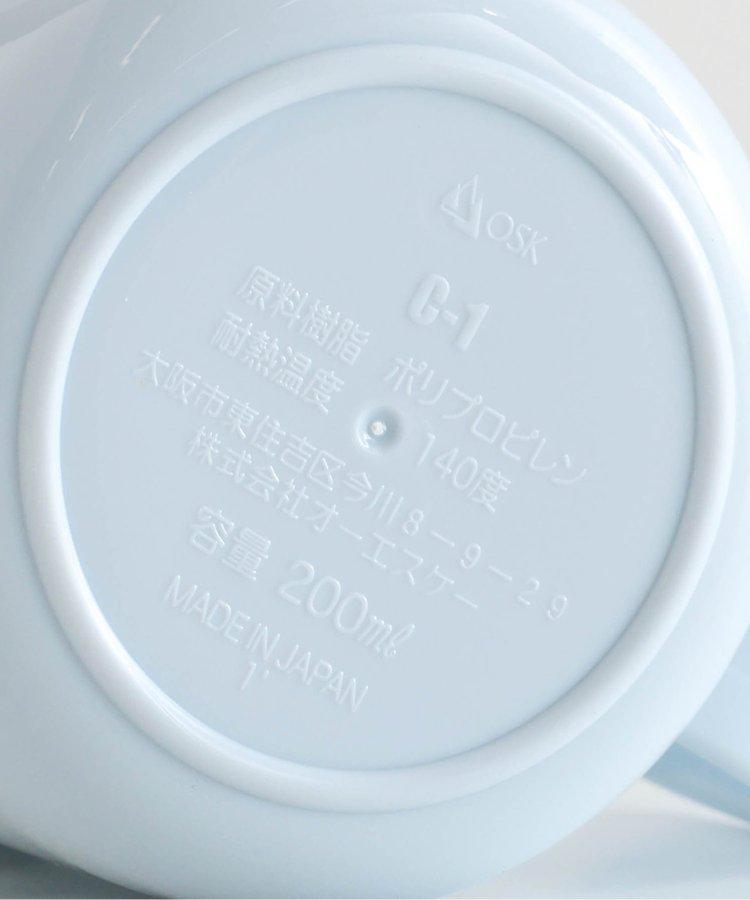 OSK
C-1
原料樹脂 ポリプロピレン
耐熱温度 140度
大阪市東住吉区今川8-9-29
株式会社オーエスケー
容量 200ml
MADE IN JAPAN
1'